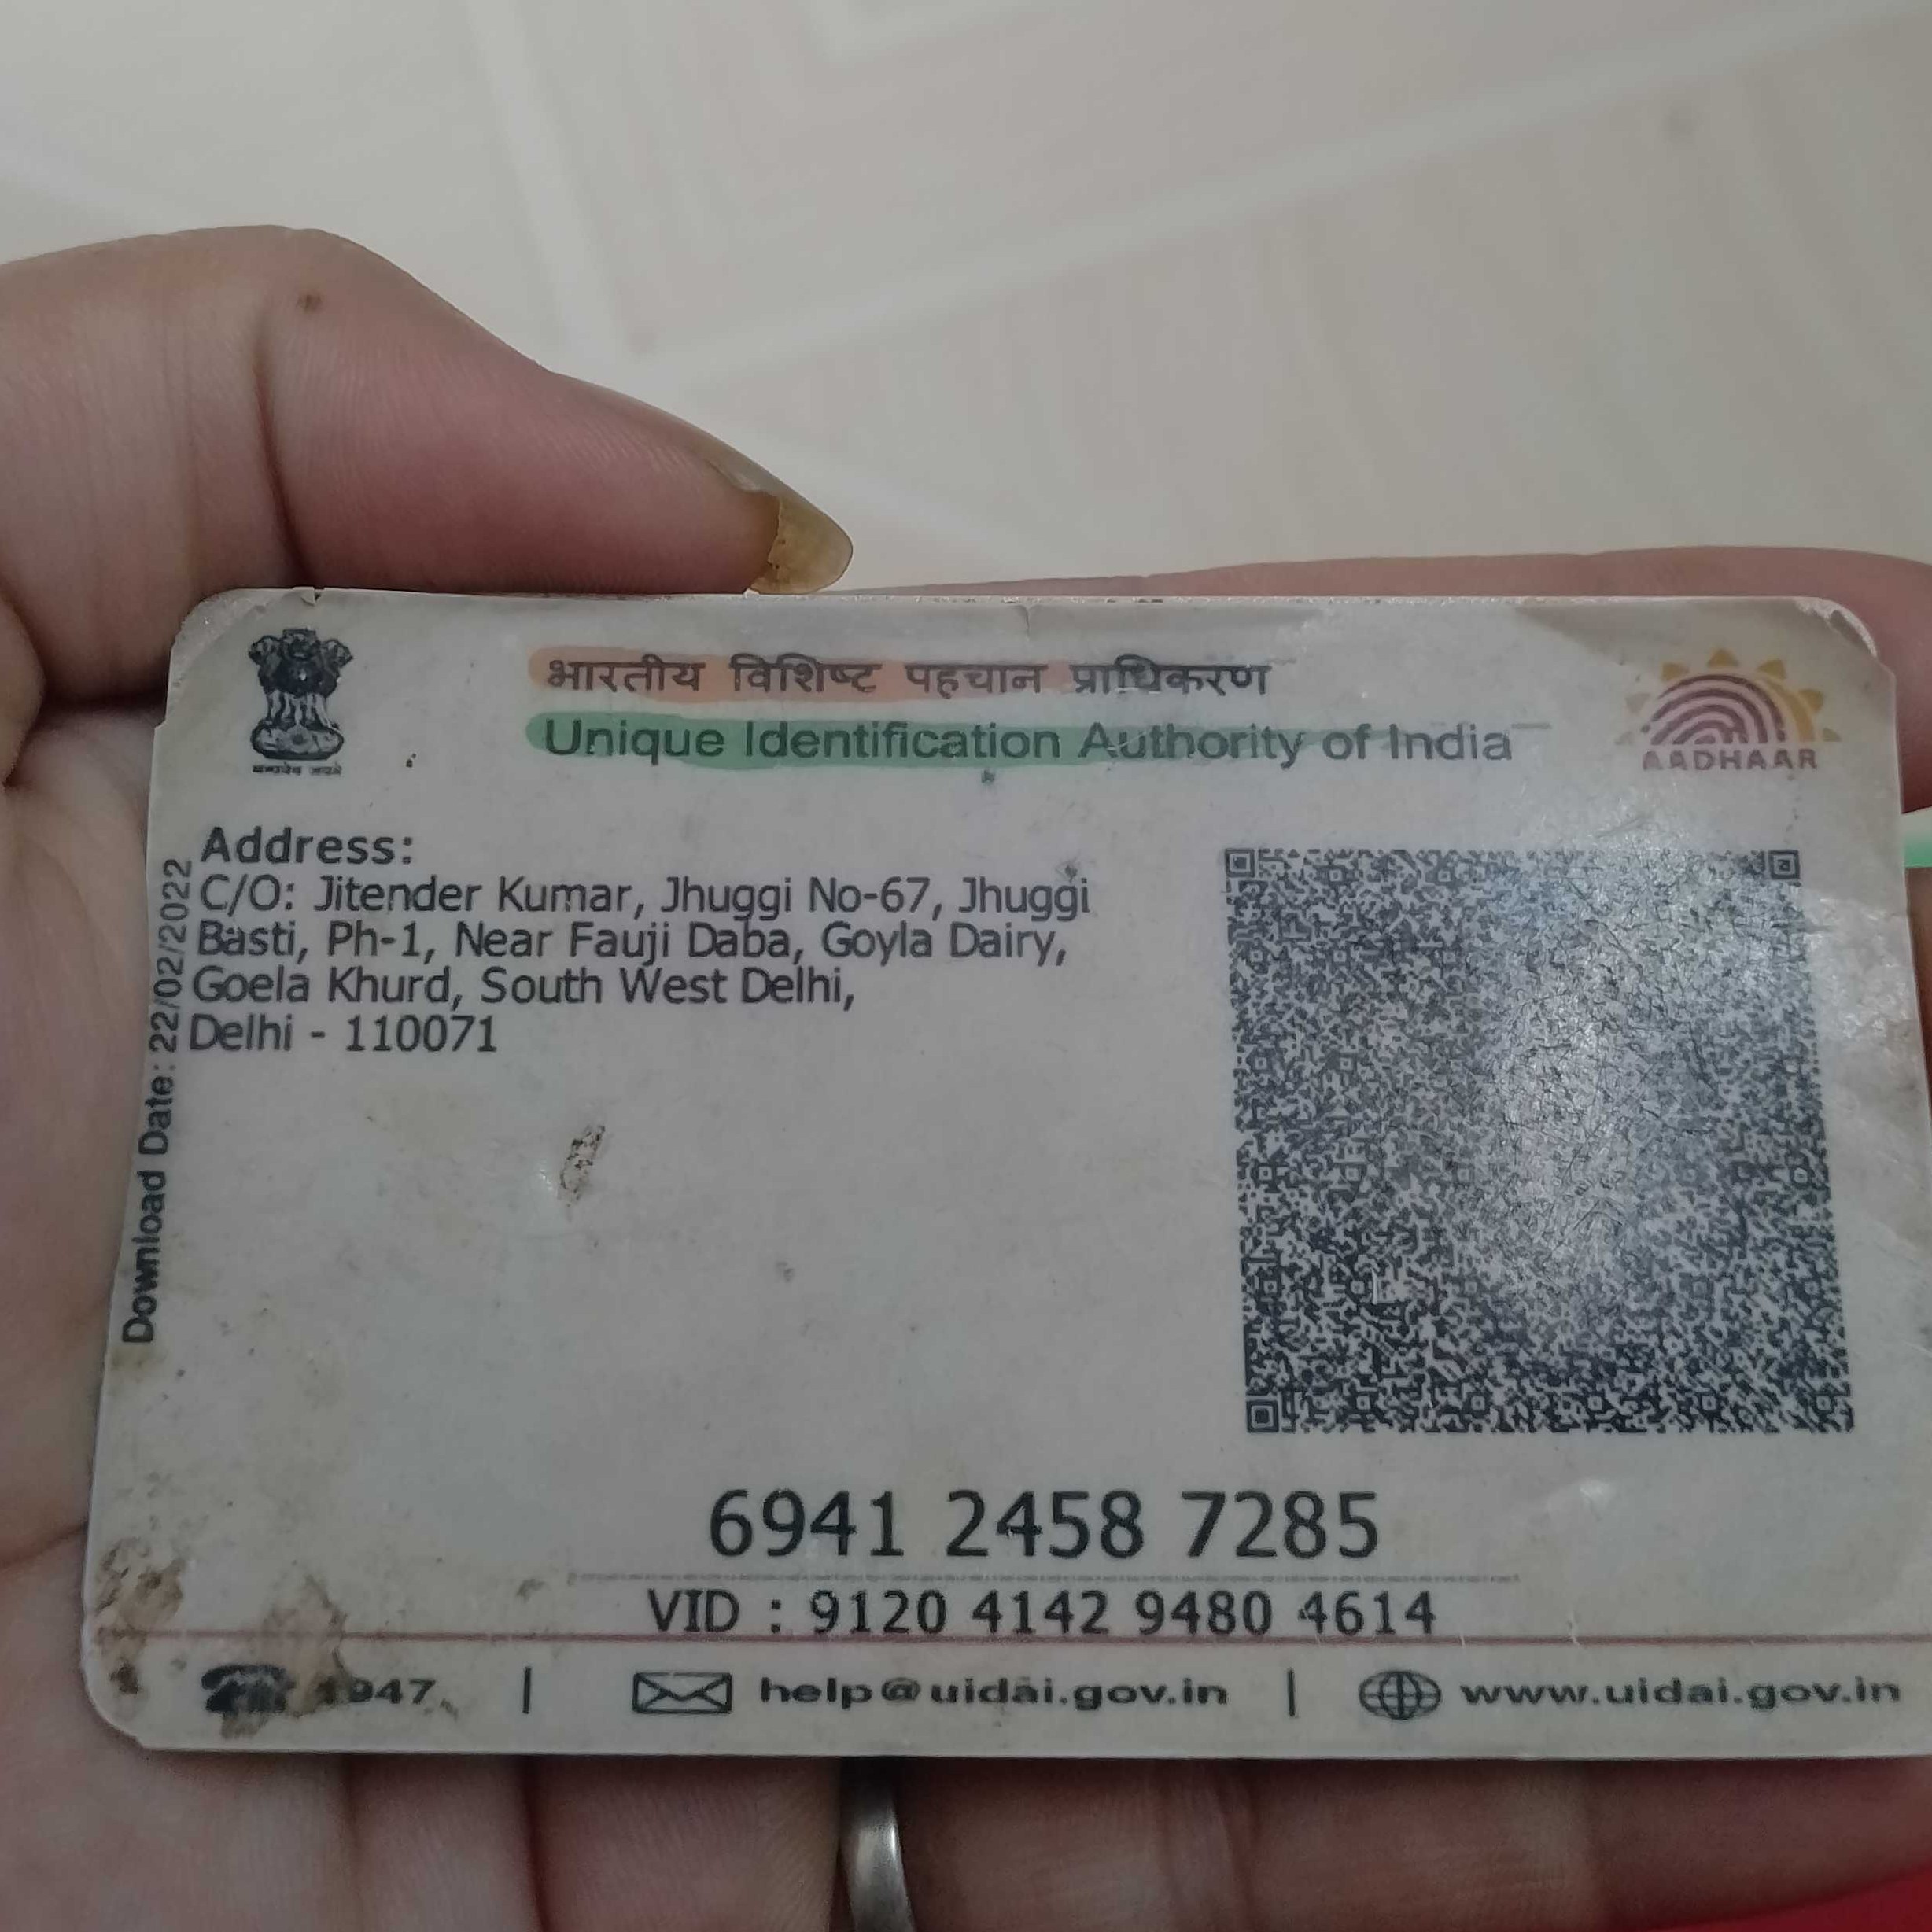 भारतीय विशिष्ट पहचान प्राधिकरण
Unique Identification Authority of India
AADHAAR
Address:
C/O: Jitender Kumar, Jhuggi No-67, Jhuggi
Basti, Ph-1, Near Fauji Daba, Goyla Dairy,
Goela Khurd, South West Delhi,
Delhi - 110071
Download Date: 22/02/2022
6941 2458 7285
VID : 9120 4142 9480 4614
1947 | help@uidai.gov.in | www.uidai.gov.in